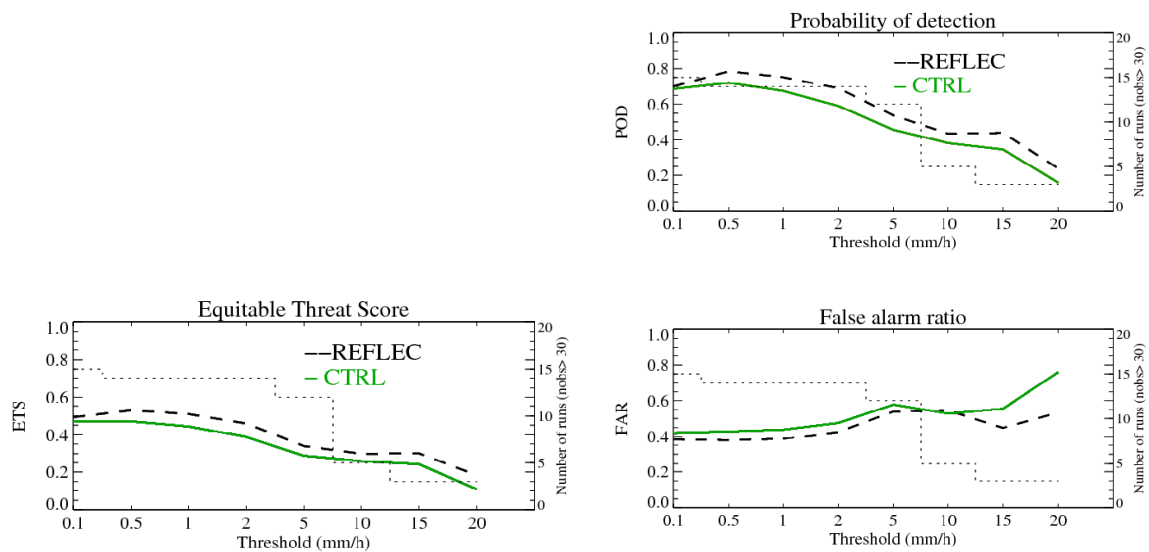 Probability of detection
1.0
0.8
0.6
0.4
0.2
0.0
POD
−−REFLEC
− CTRL
20
15
10
5
0
Number of runs (nobs> 30)
0.1 0.5 1 2 5 10 15 20
Threshold (mm/h)
Equitable Threat Score
1.0
0.8
0.6
0.4
0.2
0.0
ETS
−−REFLEC
− CTRL
20
15
10
5
0
Number of runs (nobs> 30)
0.1 0.5 1 2 5 10 15 20
Threshold (mm/h)
False alarm ratio
1.0
0.8
0.6
0.4
0.2
0.0
FAR
20
15
10
5
0
Number of runs (nobs> 30)
0.1 0.5 1 2 5 10 15 20
Threshold (mm/h)